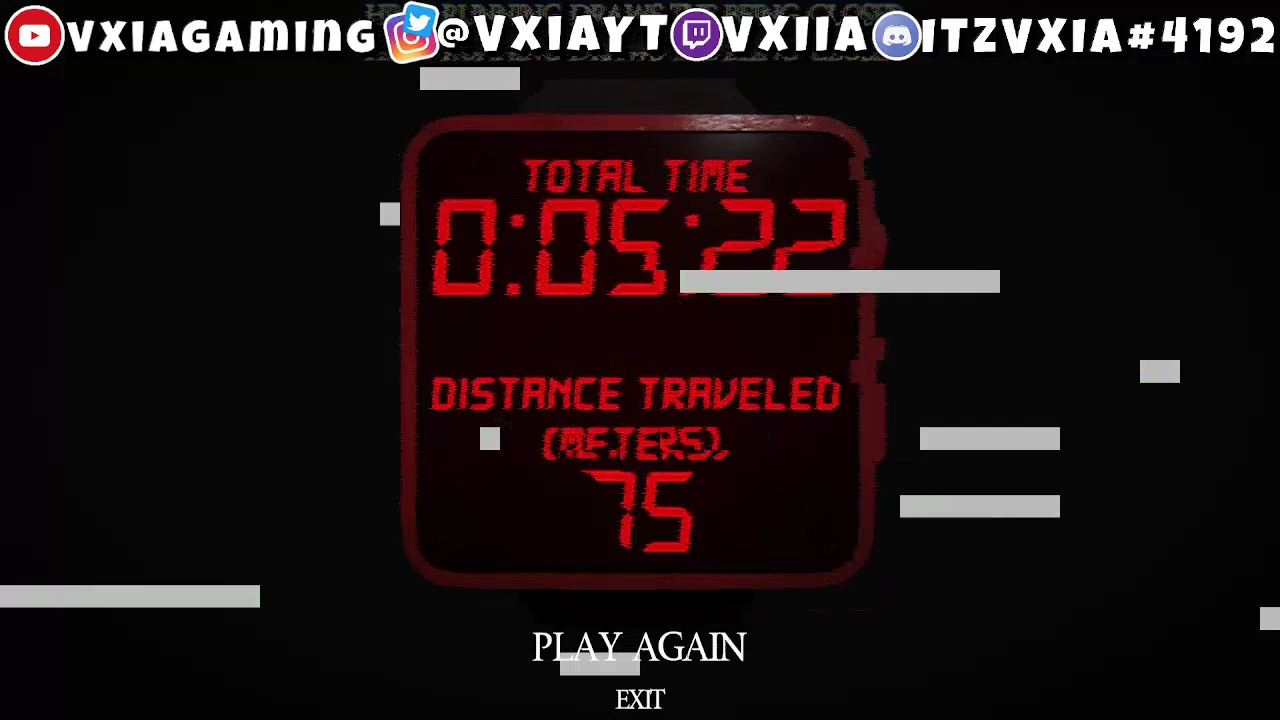 VXIAGAMING @VXIAYT VXIIA ITZVXIA#4192
TOTAL TIME
0:05:22
DISTANCE TRAVELED
(METERS),
75
PLAY AGAIN
EXIT